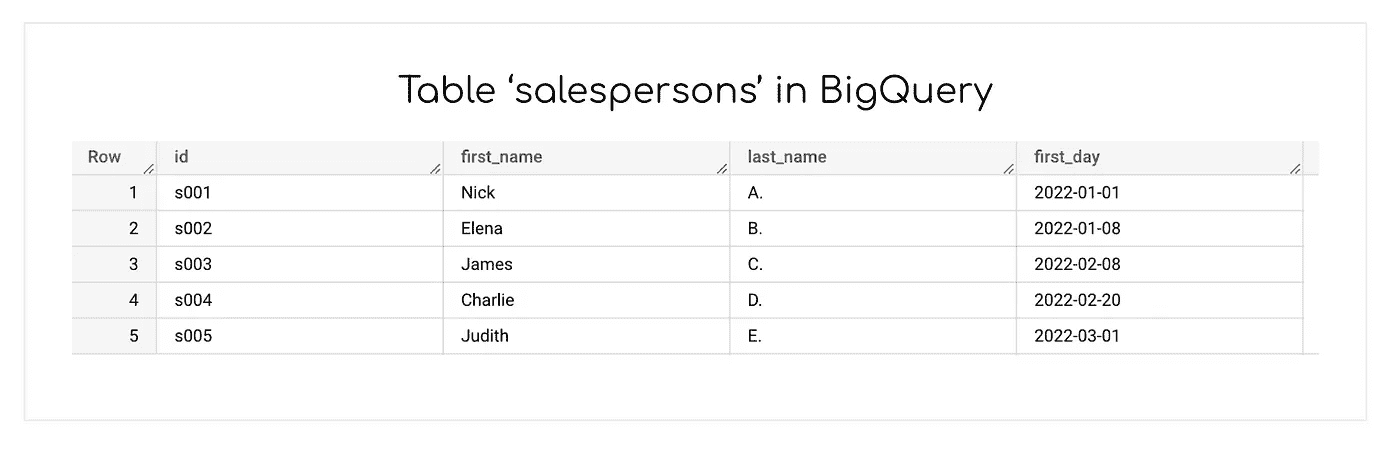 Table ‘salespersons’ in BigQuery
Row id first_name last_name first_day
1 s001 Nick A. 2022-01-01
2 s002 Elena B. 2022-01-08
3 s003 James C. 2022-02-08
4 s004 Charlie D. 2022-02-20
5 s005 Judith E. 2022-03-01